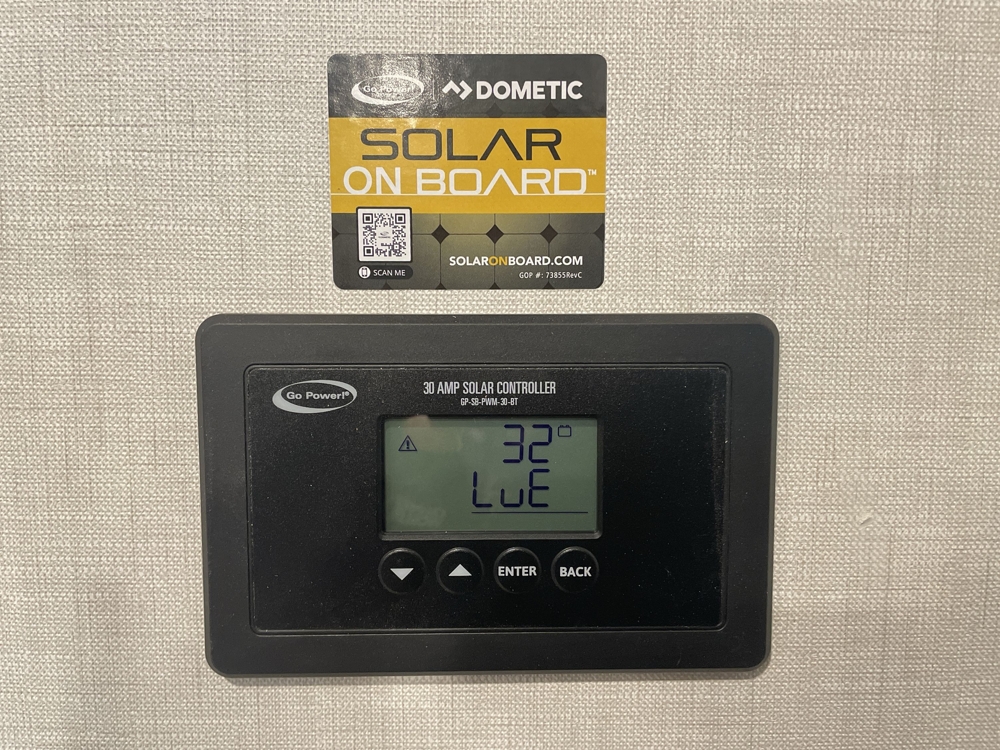 Go Power!
DOMETIC
SOLAR
ON BOARD™
SCAN ME
SOLARONBOARD.COM
GOP #: 73855RevC
Go Power!®
30 AMP SOLAR CONTROLLER
GP-SB-PWM-30-BT
32
LuE
ENTER
BACK